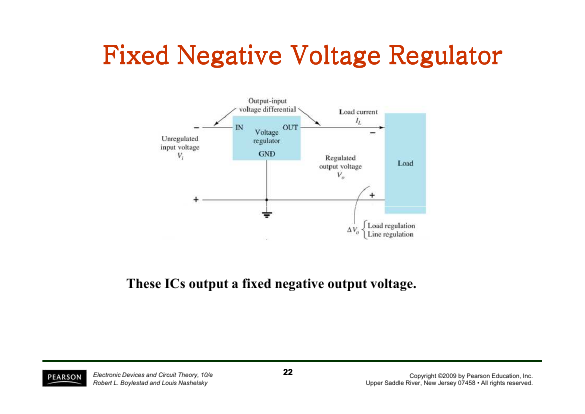 Fixed Negative Voltage Regulator
Output-input
voltage differential
Load current
I_L
−
IN
OUT
−
Voltage
regulator
GND
Unregulated
input voltage
V_i
Regulated
output voltage
V_o
Load
+
+
ΔV_o { Load regulation
Line regulation
These ICs output a fixed negative output voltage.
PEARSON
Electronic Devices and Circuit Theory, 10/e
Robert L. Boylestad and Louis Nashelsky
22
Copyright ©2009 by Pearson Education, Inc.
Upper Saddle River, New Jersey 07458 • All rights reserved.